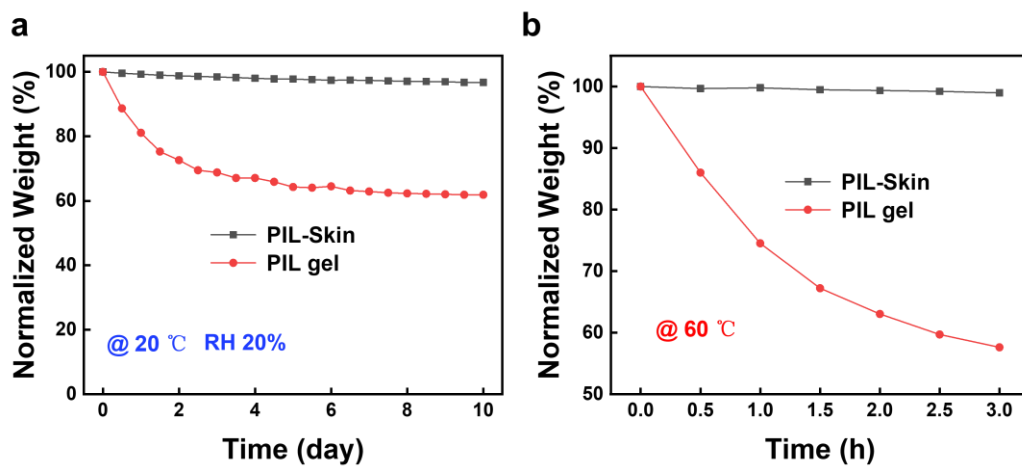 a
Normalized Weight (%)
100
80
60
40
20
0
PIL-Skin
PIL gel
@ 20 ℃ RH 20%
0 2 4 6 8 10
Time (day)
b
Normalized Weight (%)
100
90
80
70
60
50
PIL-Skin
PIL gel
@ 60 ℃
0.0 0.5 1.0 1.5 2.0 2.5 3.0
Time (h)